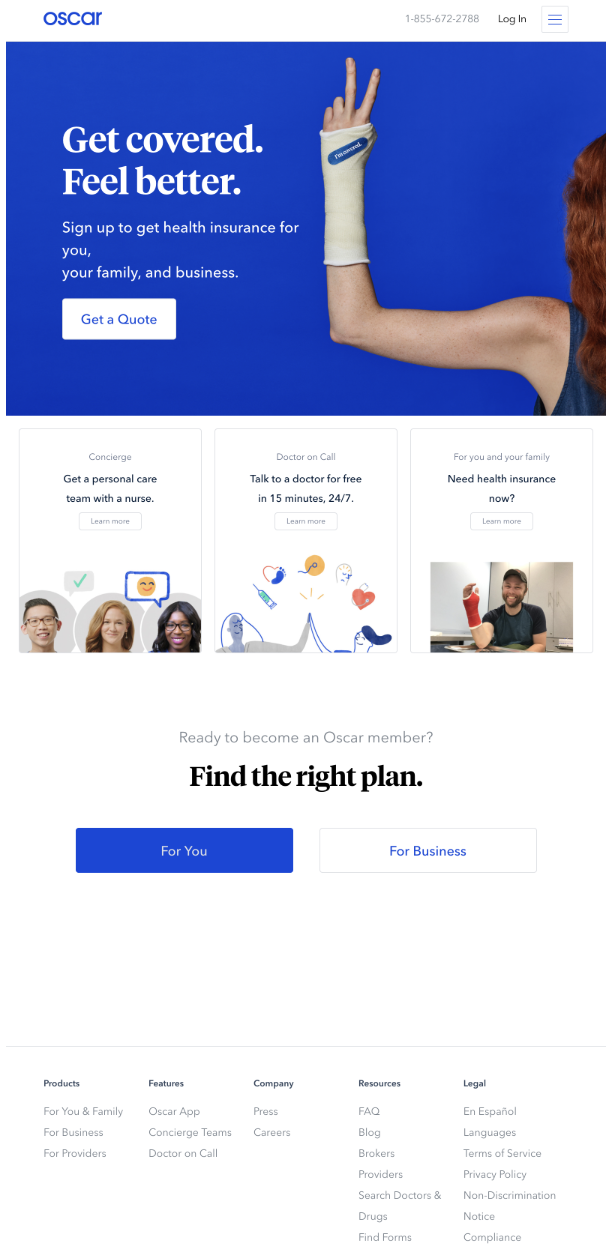 oscar
1-855-672-2788
Log In
Get covered.
Feel better.
I'm covered.
Sign up to get health insurance for
you,
your family, and business.
Get a Quote
Concierge
Get a personal care
team with a nurse.
Learn more
Doctor on Call
Talk to a doctor for free
in 15 minutes, 24/7.
Learn more
For you and your family
Need health insurance
now?
Learn more
Ready to become an Oscar member?
Find the right plan.
For You
For Business
Products
For You & Family
For Business
For Providers
Features
Oscar App
Concierge Teams
Doctor on Call
Company
Press
Careers
Resources
FAQ
Blog
Brokers
Providers
Search Doctors &
Drugs
Find Forms
Legal
En Español
Languages
Terms of Service
Privacy Policy
Non-Discrimination
Notice
Compliance